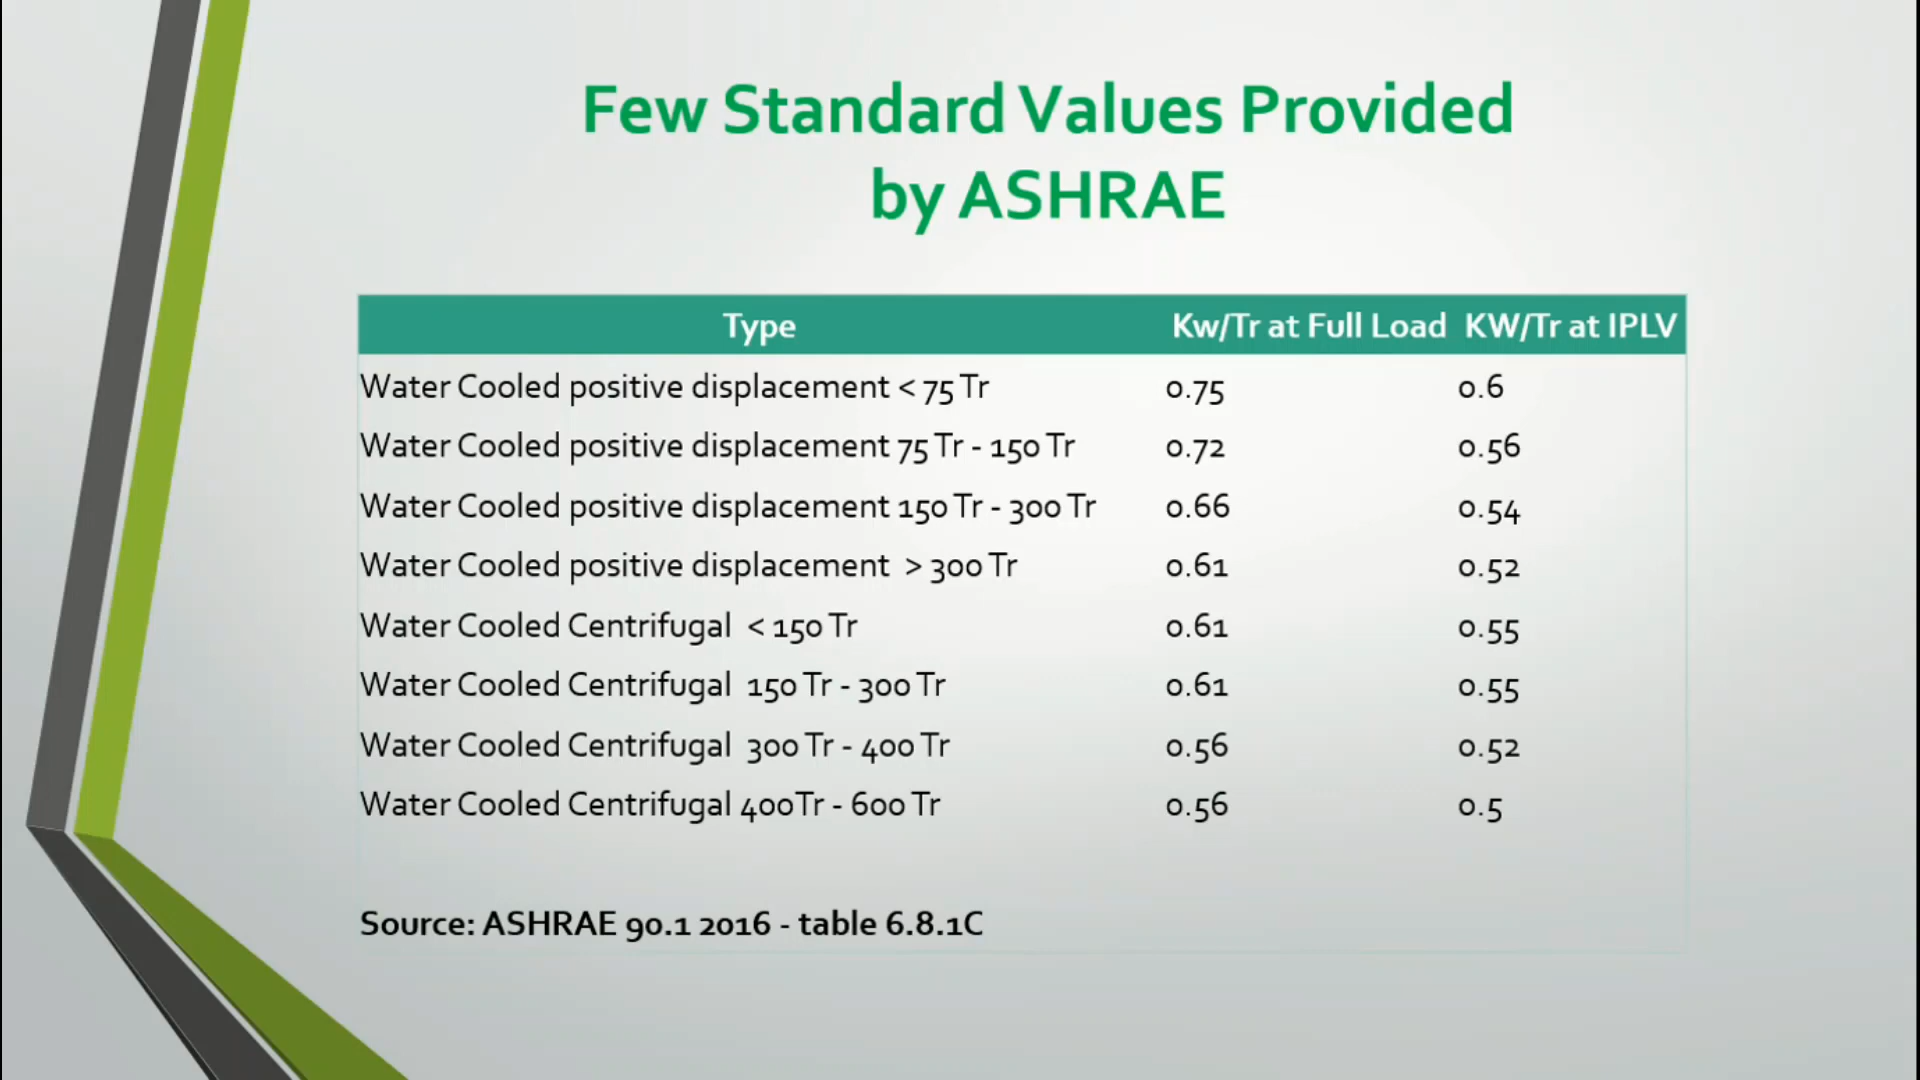 Few Standard Values Provided
by ASHRAE
Type Kw/Tr at Full Load KW/Tr at IPLV
Water Cooled positive displacement < 75 Tr 0.75 0.6
Water Cooled positive displacement 75 Tr - 150 Tr 0.72 0.56
Water Cooled positive displacement 150 Tr - 300 Tr 0.66 0.54
Water Cooled positive displacement > 300 Tr 0.61 0.52
Water Cooled Centrifugal < 150 Tr 0.61 0.55
Water Cooled Centrifugal 150 Tr - 300 Tr 0.61 0.55
Water Cooled Centrifugal 300 Tr - 400 Tr 0.56 0.52
Water Cooled Centrifugal 400Tr - 600 Tr 0.56 0.5
Source: ASHRAE 90.1 2016 - table 6.8.1C